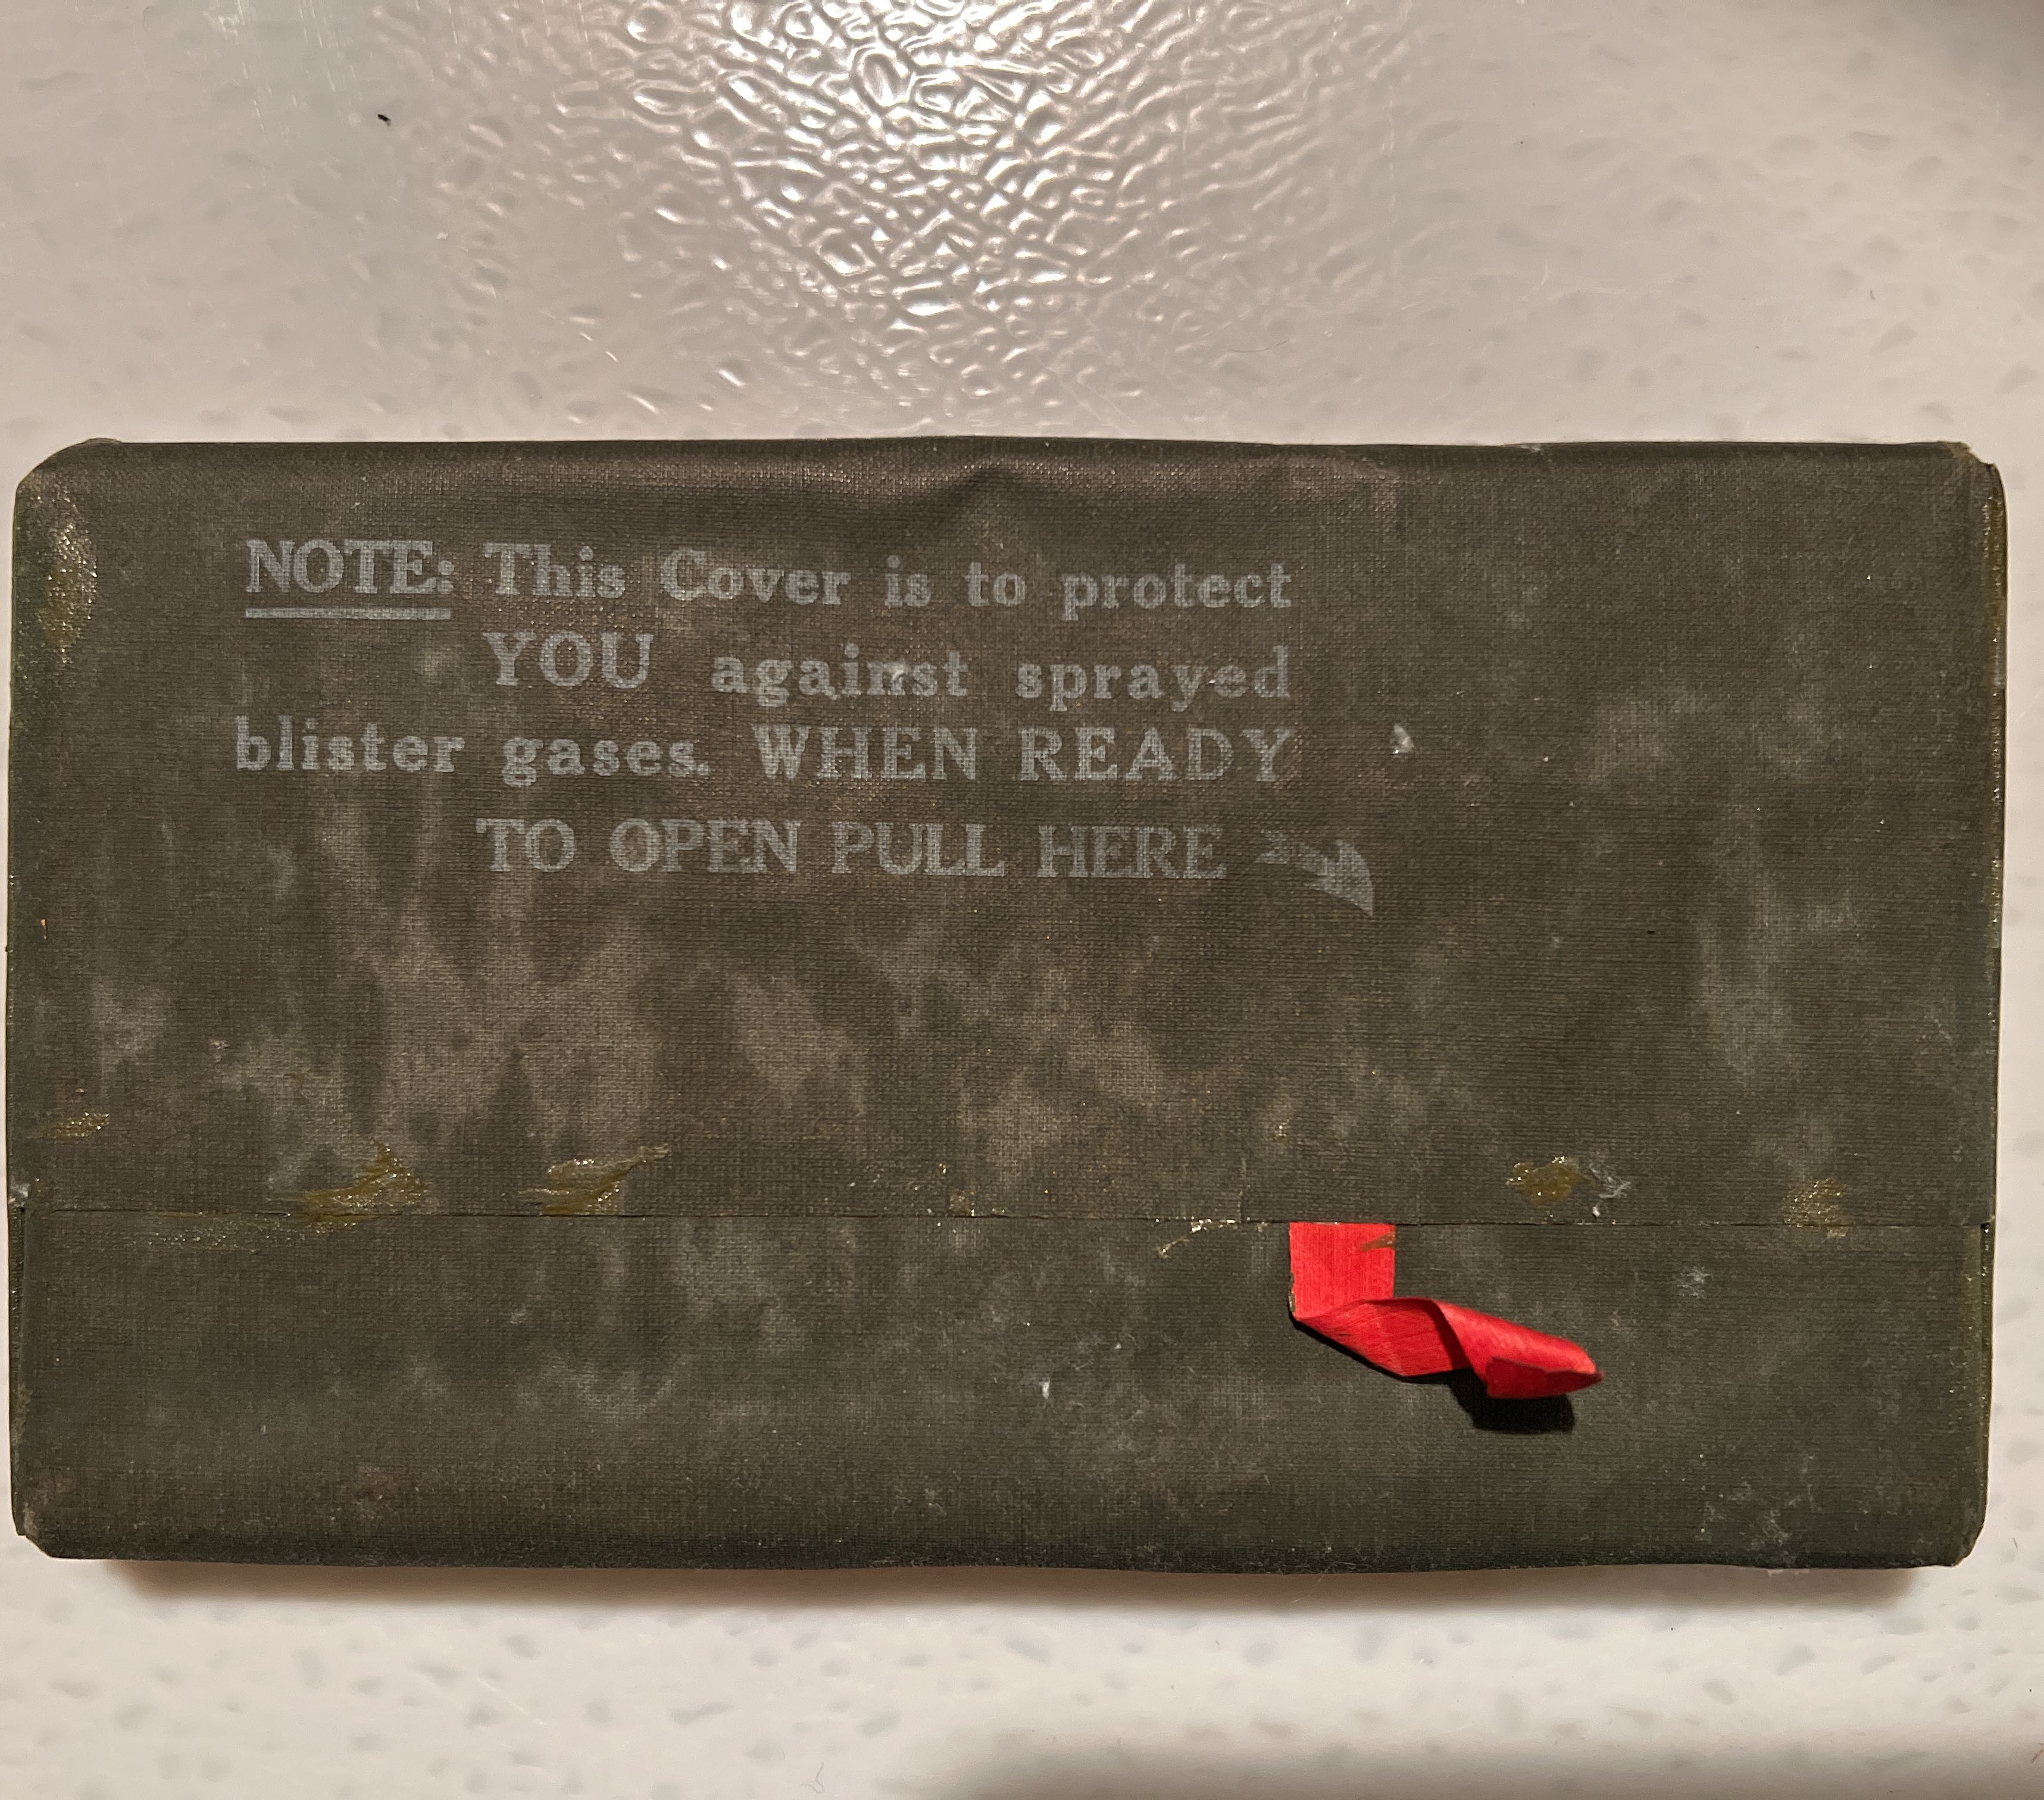 NOTE: This Cover is to protect
YOU against sprayed
blister gases. WHEN READY
TO OPEN PULL HERE